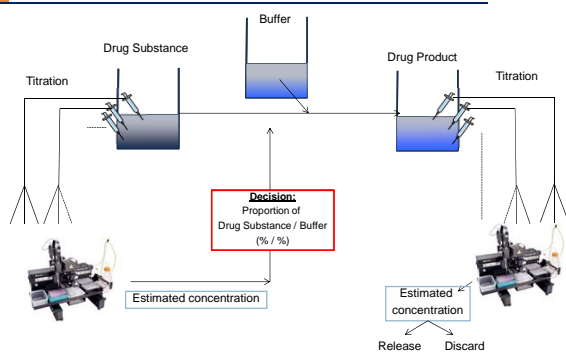 Buffer
Drug Substance
Drug Product
Titration
Titration
Decision:
Proportion of
Drug Substance / Buffer
(% / %)
Estimated concentration
Estimated
concentration
Release
Discard